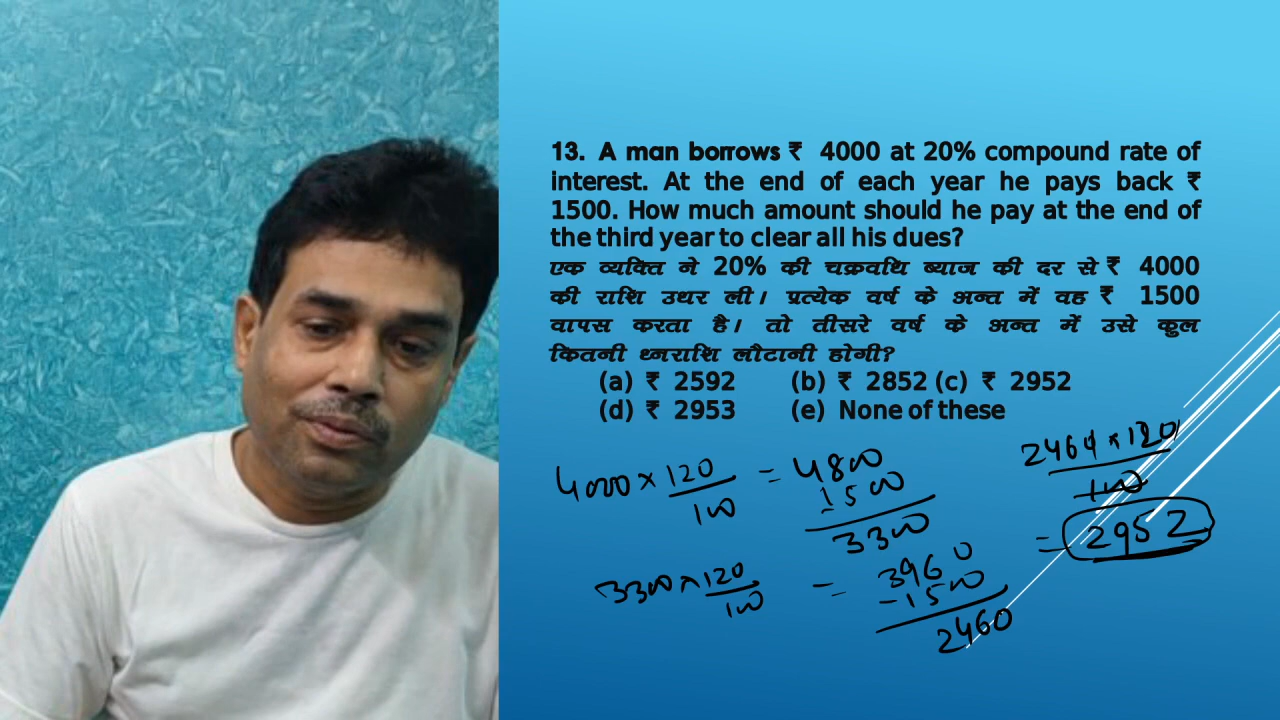 13. A man borrows ₹ 4000 at 20% compound rate of
interest. At the end of each year he pays back ₹
1500. How much amount should he pay at the end of
the third year to clear all his dues?
एक व्यक्ति ने 20% की चक्रवधि ब्याज की दर से ₹ 4000
की राशि उधर ली। प्रत्येक वर्ष के अन्त में वह ₹ 1500
वापस करता है। तो तीसरे वर्ष के अन्त में उसे कुल
कितनी ध्नराशि लौटानी होगी?
(a) ₹ 2592 (b) ₹ 2852 (c) ₹ 2952
(d) ₹ 2953 (e) None of these
4000 × 120/100 = 4800
1500
3300
3300 × 120/100 = 3960
-1500
2460
2460 × 120/100
= 2952